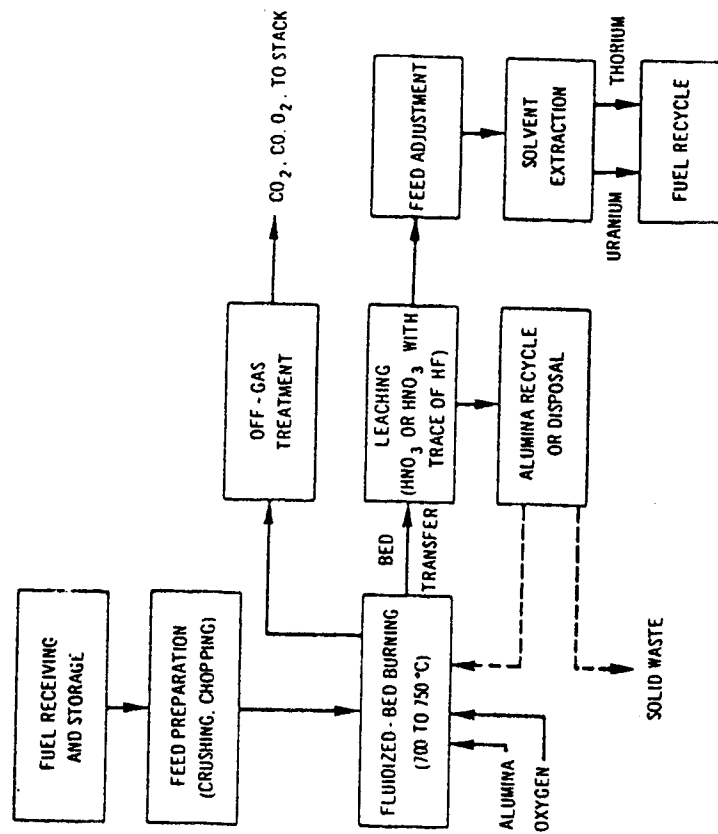 FUEL RECEIVING
AND STORAGE
FEED PREPARATION
(CRUSHING, CHOPPING)
FLUIDIZED - BED BURNING
(700 TO 750 °C)
ALUMINA
OXYGEN
OFF - GAS
TREATMENT
CO2, CO, O2, TO STACK
BED
TRANSFER
LEACHING
(HNO3 OR HNO3 WITH
TRACE OF HF)
ALUMINA RECYCLE
OR DISPOSAL
SOLID WASTE
FEED ADJUSTMENT
SOLVENT
EXTRACTION
URANIUM
THORIUM
FUEL RECYCLE